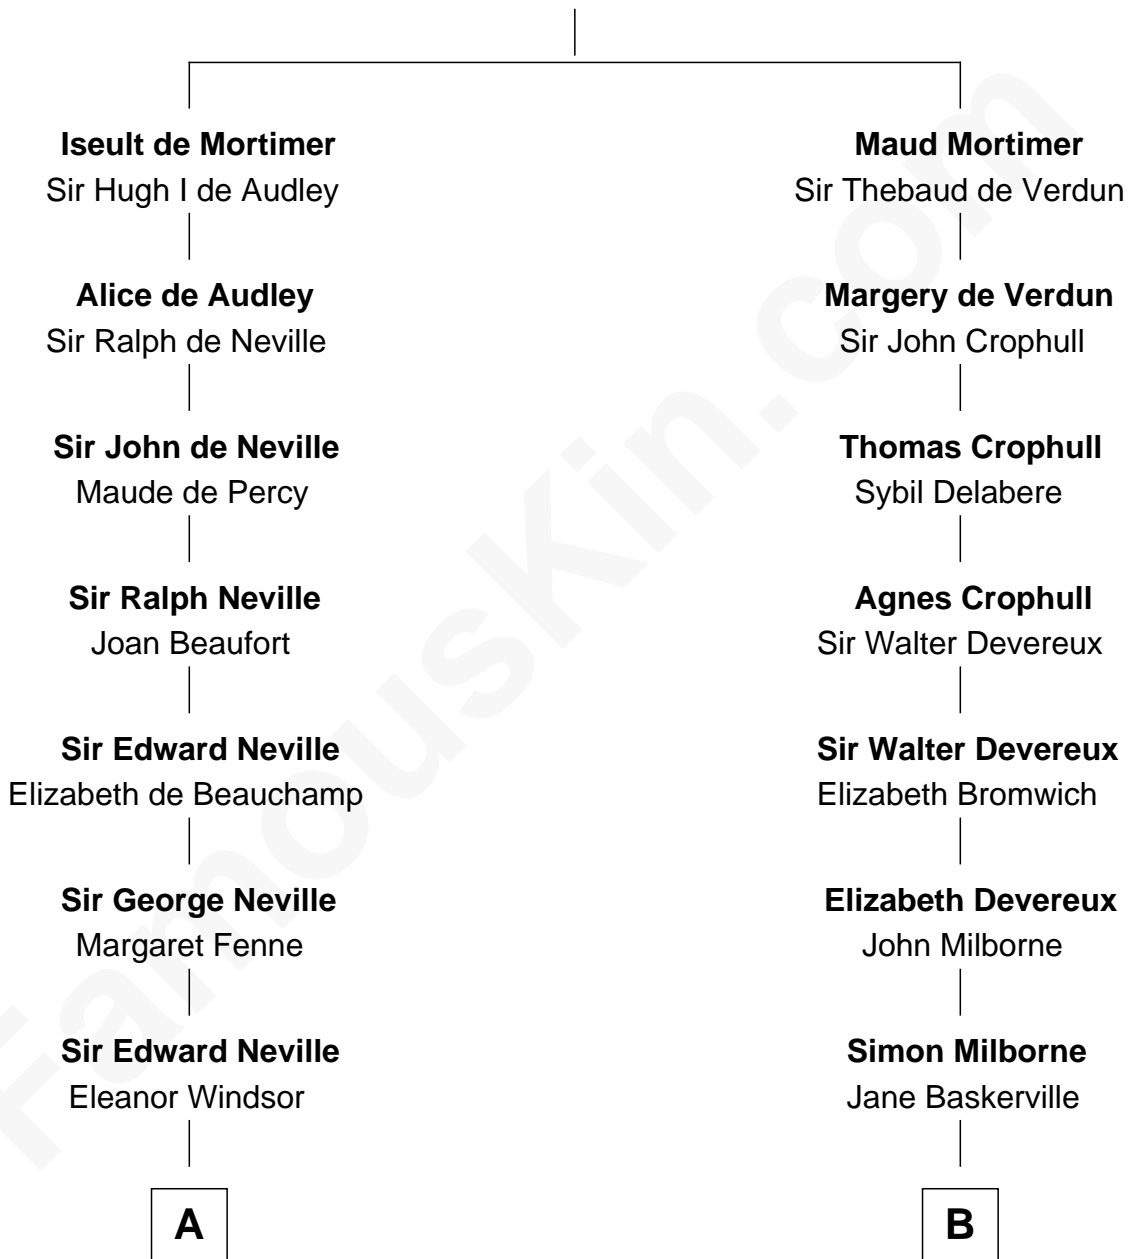 Iseult de Mortimer
Sir Hugh I de Audley
Alice de Audley
Sir Ralph de Neville
Sir John de Neville
Maude de Percy
Sir Ralph Neville
Joan Beaufort
Sir Edward Neville
Elizabeth de Beauchamp
Sir George Neville
Margaret Fenne
Sir Edward Neville
Eleanor Windsor
A
Maud Mortimer
Sir Thebaud de Verdun
Margery de Verdun
Sir John Crophull
Thomas Crophull
Sybil Delabere
Agnes Crophull
Sir Walter Devereux
Sir Walter Devereux
Elizabeth Bromwich
Elizabeth Devereux
John Milborne
Simon Milborne
Jane Baskerville
B
FamousKin.com